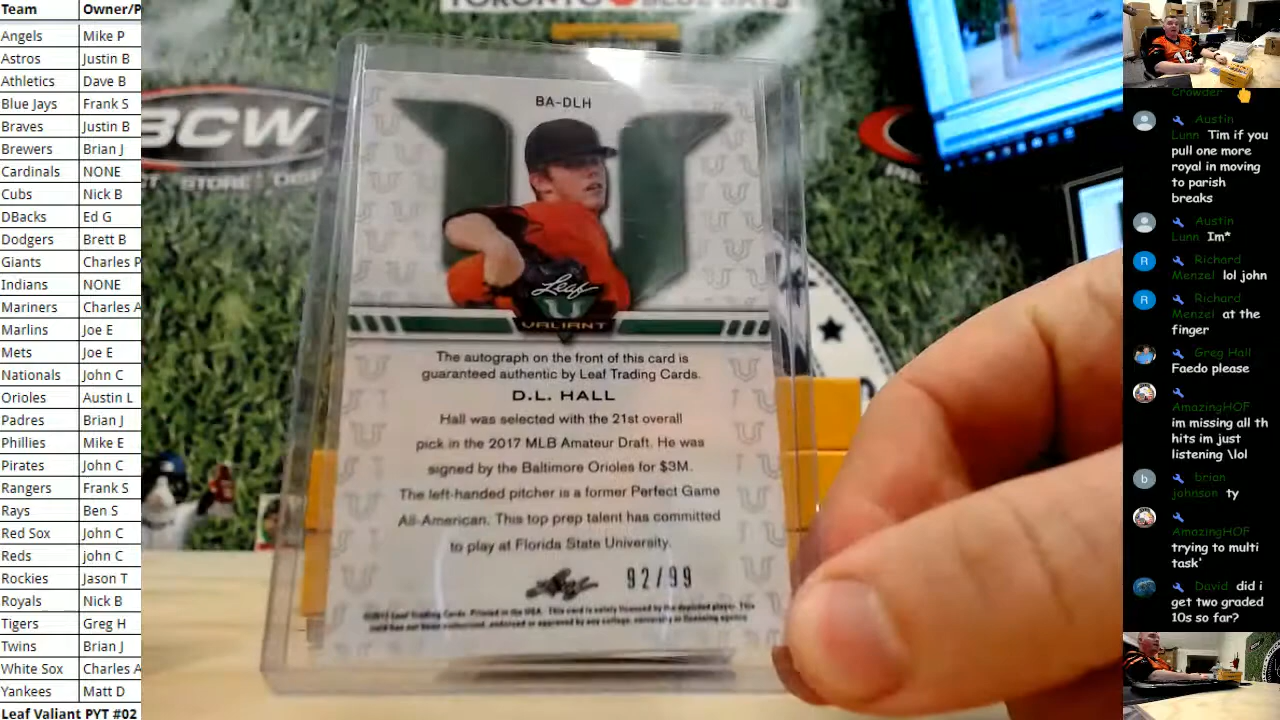 Team Owner/P
Angels Mike P
Astros Justin B
Athletics Dave B
Blue Jays Frank S
Braves Justin B
Brewers Brian J
Cardinals NONE
Cubs Nick B
DBacks Ed G
Dodgers Brett B
Giants Charles P
Indians NONE
Mariners Charles A
Marlins Joe E
Mets Joe E
Nationals John C
Orioles Austin L
Padres Brian J
Phillies Mike E
Pirates John C
Rangers Frank S
Rays Ben S
Red Sox John C
Reds john C
Rockies Jason T
Royals Nick B
Tigers Greg H
Twins Brian J
White Sox Charles A
Yankees Matt D
Leaf Valiant PYT #02
TORONTO BLUE JAYS
BCW
BA-DLH
Leaf
VALIANT
The autograph on the front of this card is
guaranteed authentic by Leaf Trading Cards.
D.L. HALL
Hall was selected with the 21st overall
pick in the 2017 MLB Amateur Draft. He was
signed by the Baltimore Orioles for $3M.
The left-handed pitcher is a former Perfect Game
All-American. This top prep talent has committed
to play at Florida State University.
92/99
Crowder
Austin
Lunn Tim if you
pull one more
royal in moving
to parish
breaks
Austin
Lunn Im*
Richard
Menzel lol john
Richard
Menzel at the
finger
Greg Hall
Faedo please
AmazingHOF
im missing all th
hits im just
listening \lol
brian
johnson ty
AmazingHOF
trying to multi
task'
David did i
get two graded
10s so far?